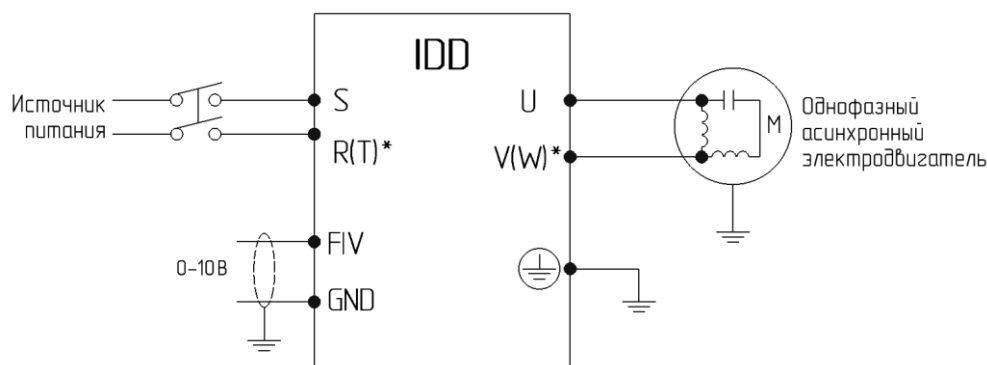 IDD
Источник
питания
S
R(T)*
U
V(W)*
M
Однофазный
асинхронный
электродвигатель
FIV
0-10В
GND